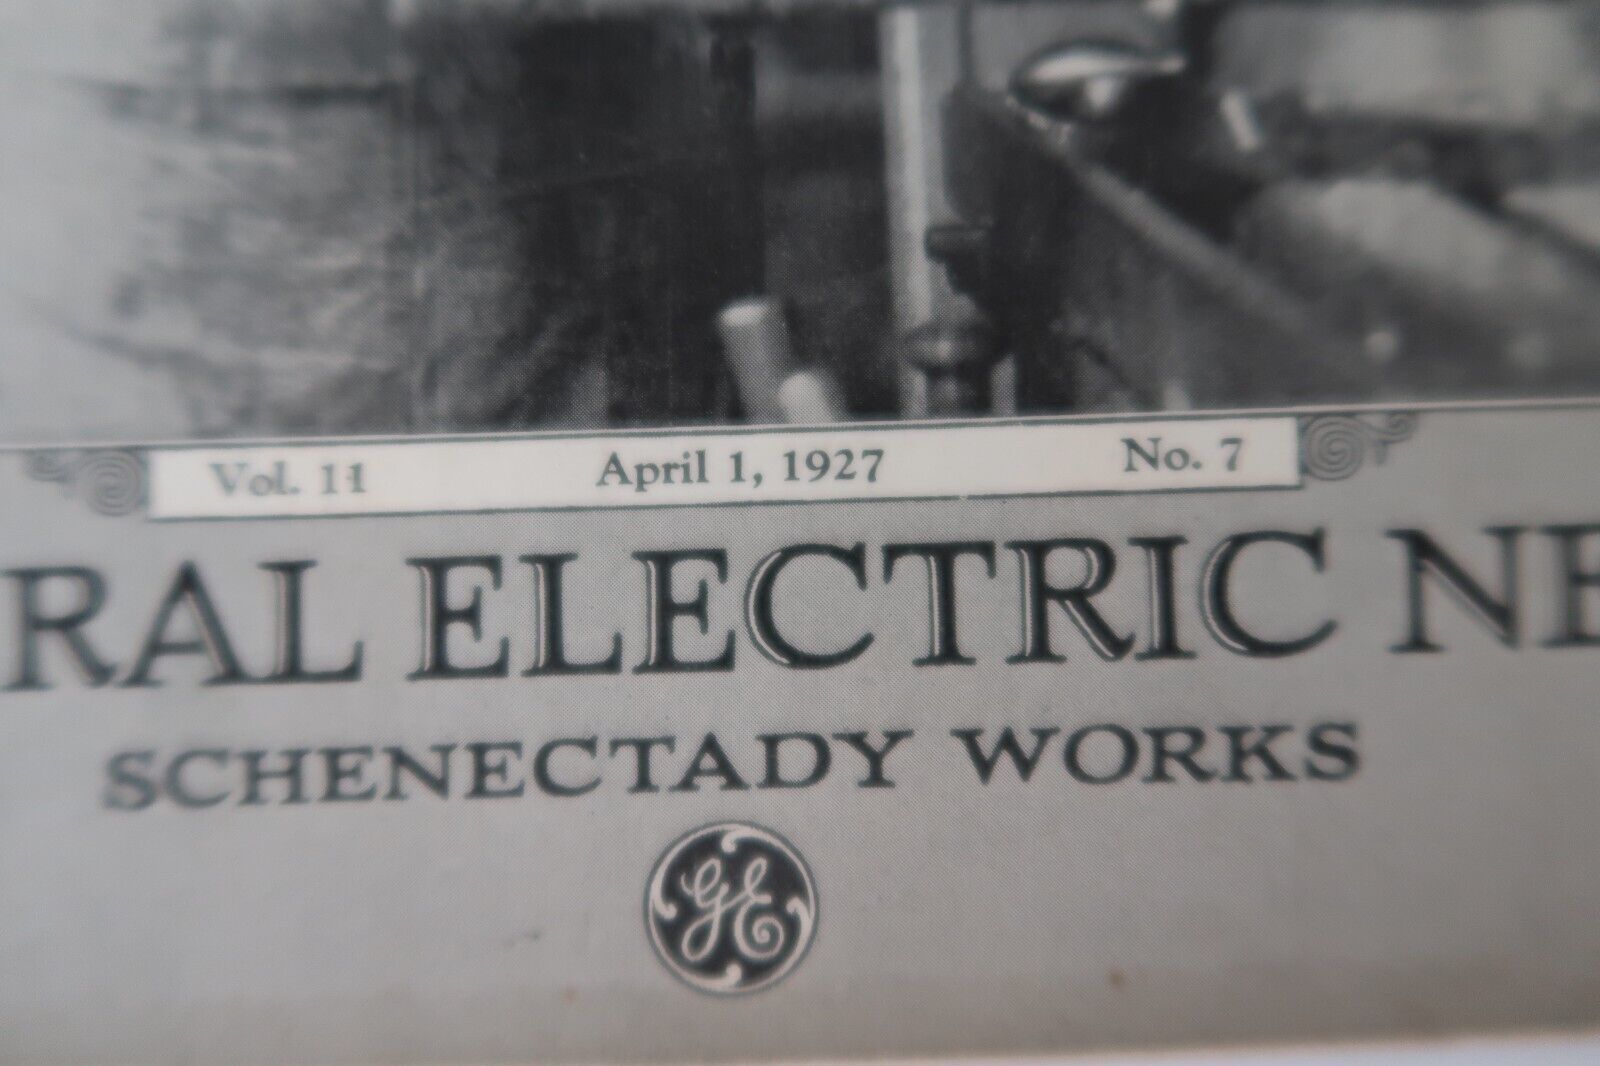 Vol. 11 April 1, 1927 No. 7
RAL ELECTRIC NE
SCHENECTADY WORKS
GE